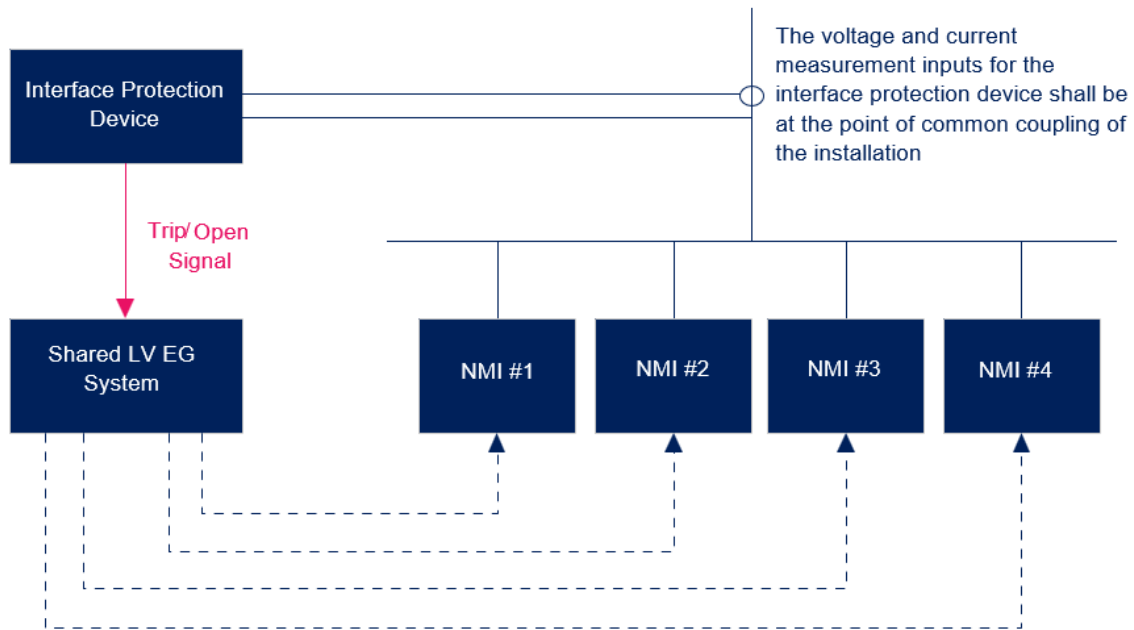 The voltage and current
measurement inputs for the
interface protection device shall be
at the point of common coupling of
the installation
Interface Protection
Device
Trip/Open
Signal
Shared LV EG
System
NMI #1
NMI #2
NMI #3
NMI #4